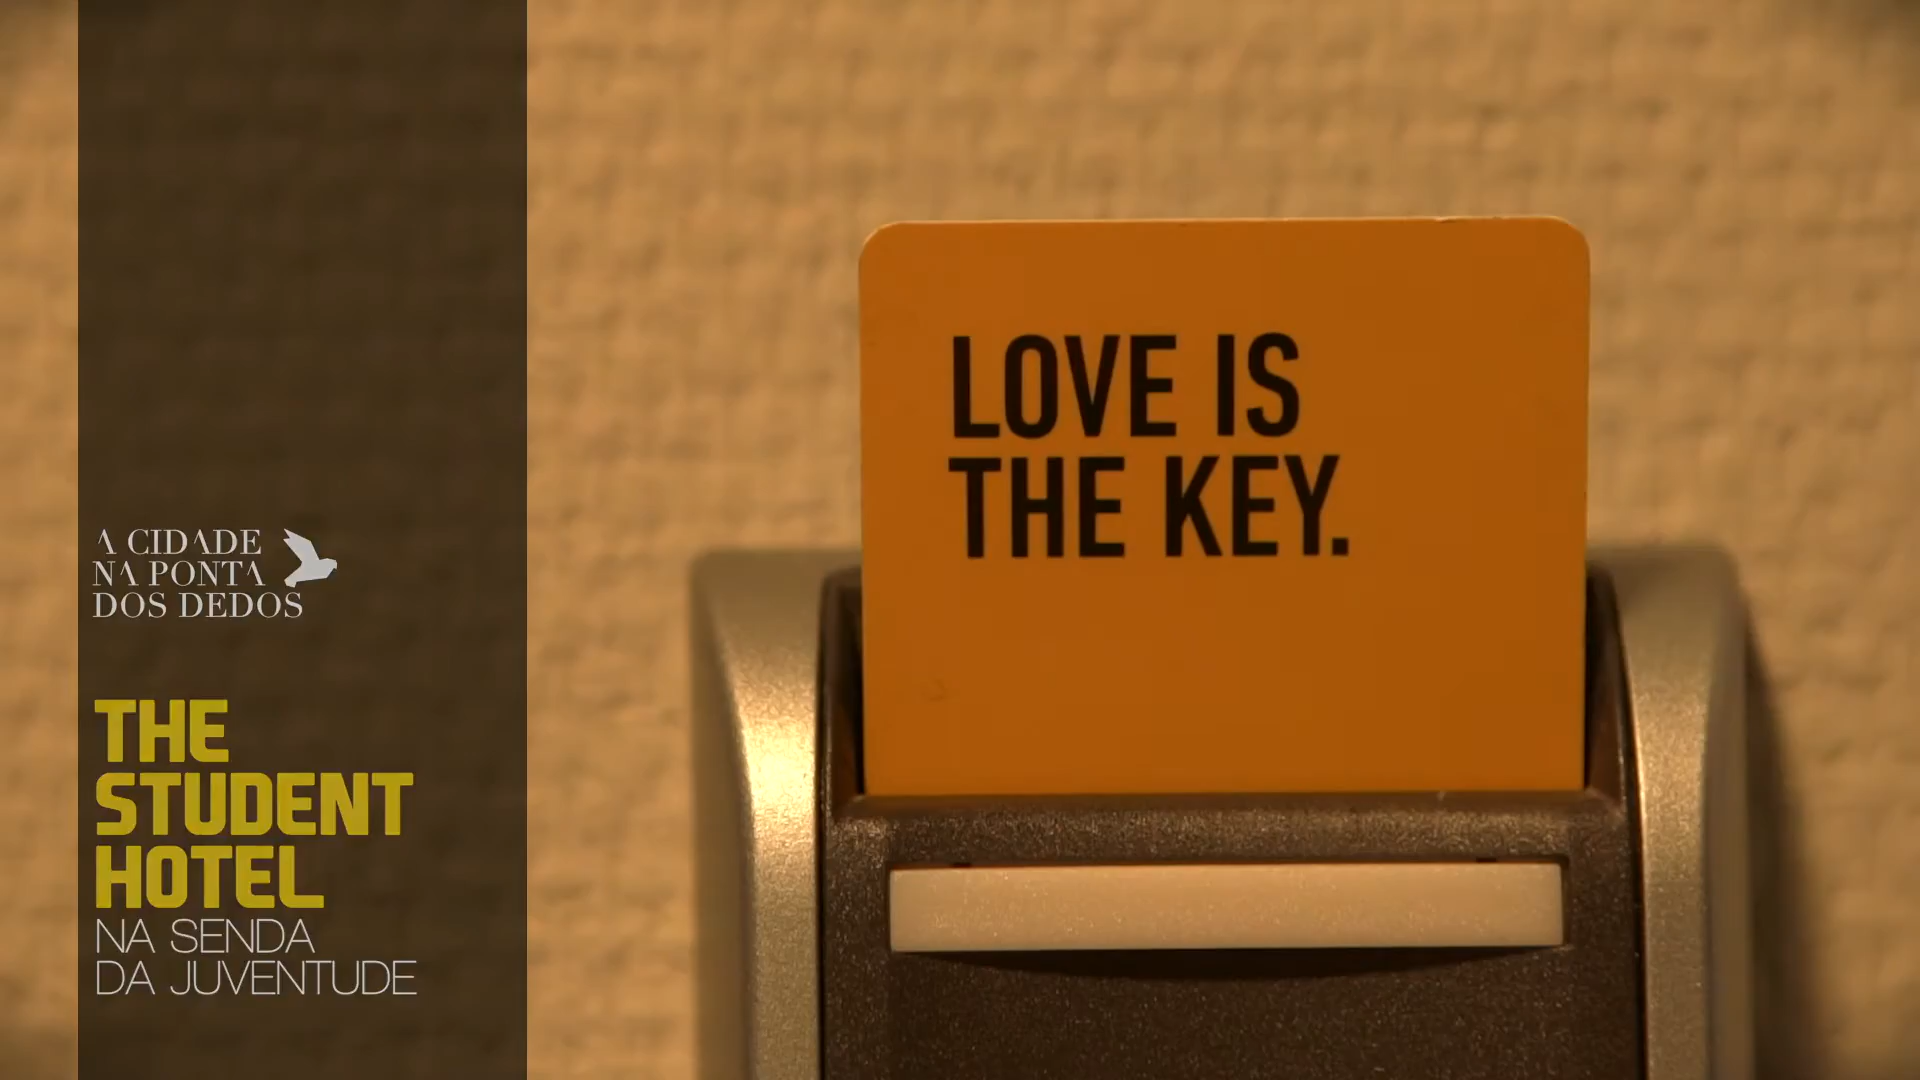 A CIDADE
NA PONTA
DOS DEDOS
THE
STUDENT
HOTEL
NA SENDA
DA JUVENTUDE
LOVE IS
THE KEY.